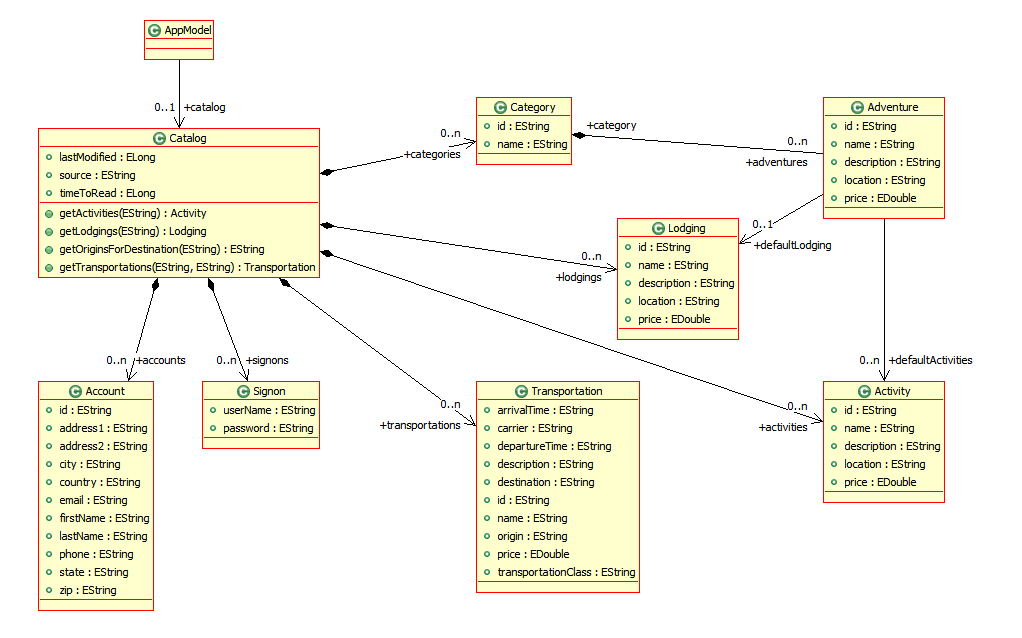 AppModel
0..1 +catalog
Catalog
lastModified : ELong
source : EString
timeToRead : ELong
getActivities(EString) : Activity
getLodgings(EString) : Lodging
getOriginsForDestination(EString) : EString
getTransportations(EString, EString) : Transportation
0..n
+categories
Category
id : EString
name : EString
+category
0..n
+adventures
Adventure
id : EString
name : EString
description : EString
location : EString
price : EDouble
0..1
+defaultLodging
0..n
+lodgings
Lodging
id : EString
name : EString
description : EString
location : EString
price : EDouble
0..n +accounts
0..n +signons
0..n
+transportations
0..n
+activities
0..n +defaultActivities
Account
id : EString
address1 : EString
address2 : EString
city : EString
country : EString
email : EString
firstName : EString
lastName : EString
phone : EString
state : EString
zip : EString
Signon
userName : EString
password : EString
Transportation
arrivalTime : EString
carrier : EString
departureTime : EString
description : EString
destination : EString
id : EString
name : EString
origin : EString
price : EDouble
transportationClass : EString
Activity
id : EString
name : EString
description : EString
location : EString
price : EDouble